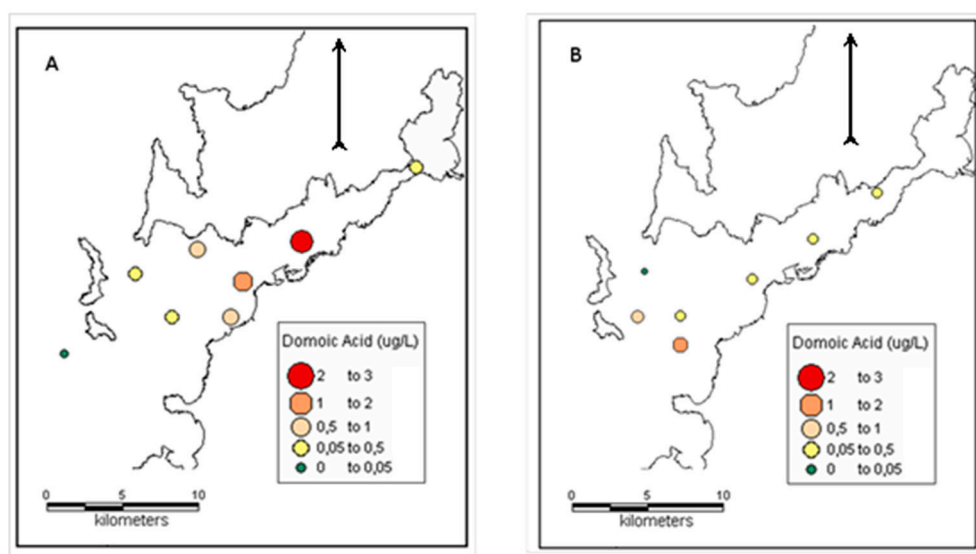 A
Domoic Acid (ug/L)
2 to 3
1 to 2
0,5 to 1
0,05 to 0,5
0 to 0,05
0 5 10
kilometers
B
Domoic Acid (ug/L)
2 to 3
1 to 2
0,5 to 1
0,05 to 0,5
0 to 0,05
0 5 10
kilometers